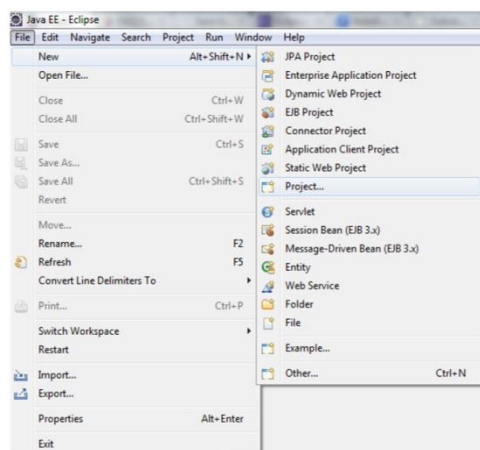 Java EE - Eclipse
File Edit Navigate Search Project Run Window Help
New Alt+Shift+N
Open File...
Close Ctrl+W
Close All Ctrl+Shift+W
Save Ctrl+S
Save As...
Save All Ctrl+Shift+S
Revert
Move...
Rename... F2
Refresh F5
Convert Line Delimiters To
Print... Ctrl+P
Switch Workspace
Restart
Import...
Export...
Properties Alt+Enter
Exit
JPA Project
Enterprise Application Project
Dynamic Web Project
EJB Project
Connector Project
Application Client Project
Static Web Project
Project...
Servlet
Session Bean (EJB 3.x)
Message-Driven Bean (EJB 3.x)
Entity
Web Service
Folder
File
Example...
Other... Ctrl+N